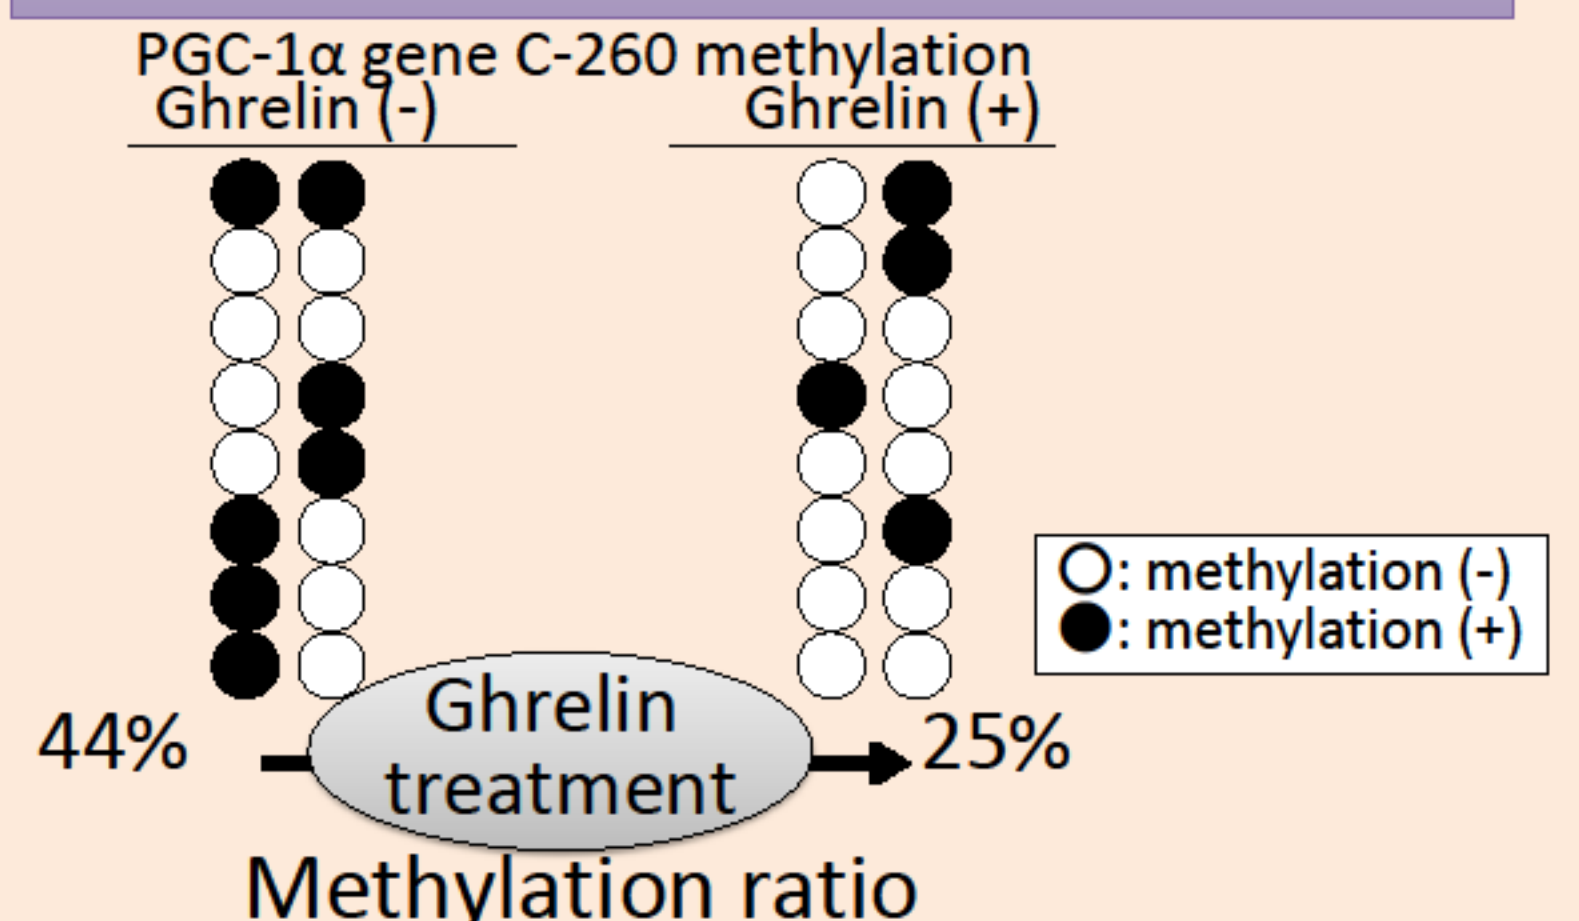 PGC-1α gene C-260 methylation
Ghrelin (-)
Ghrelin (+)
: methylation (-)
: methylation (+)
44%
Ghrelin
treatment
25%
Methylation ratio